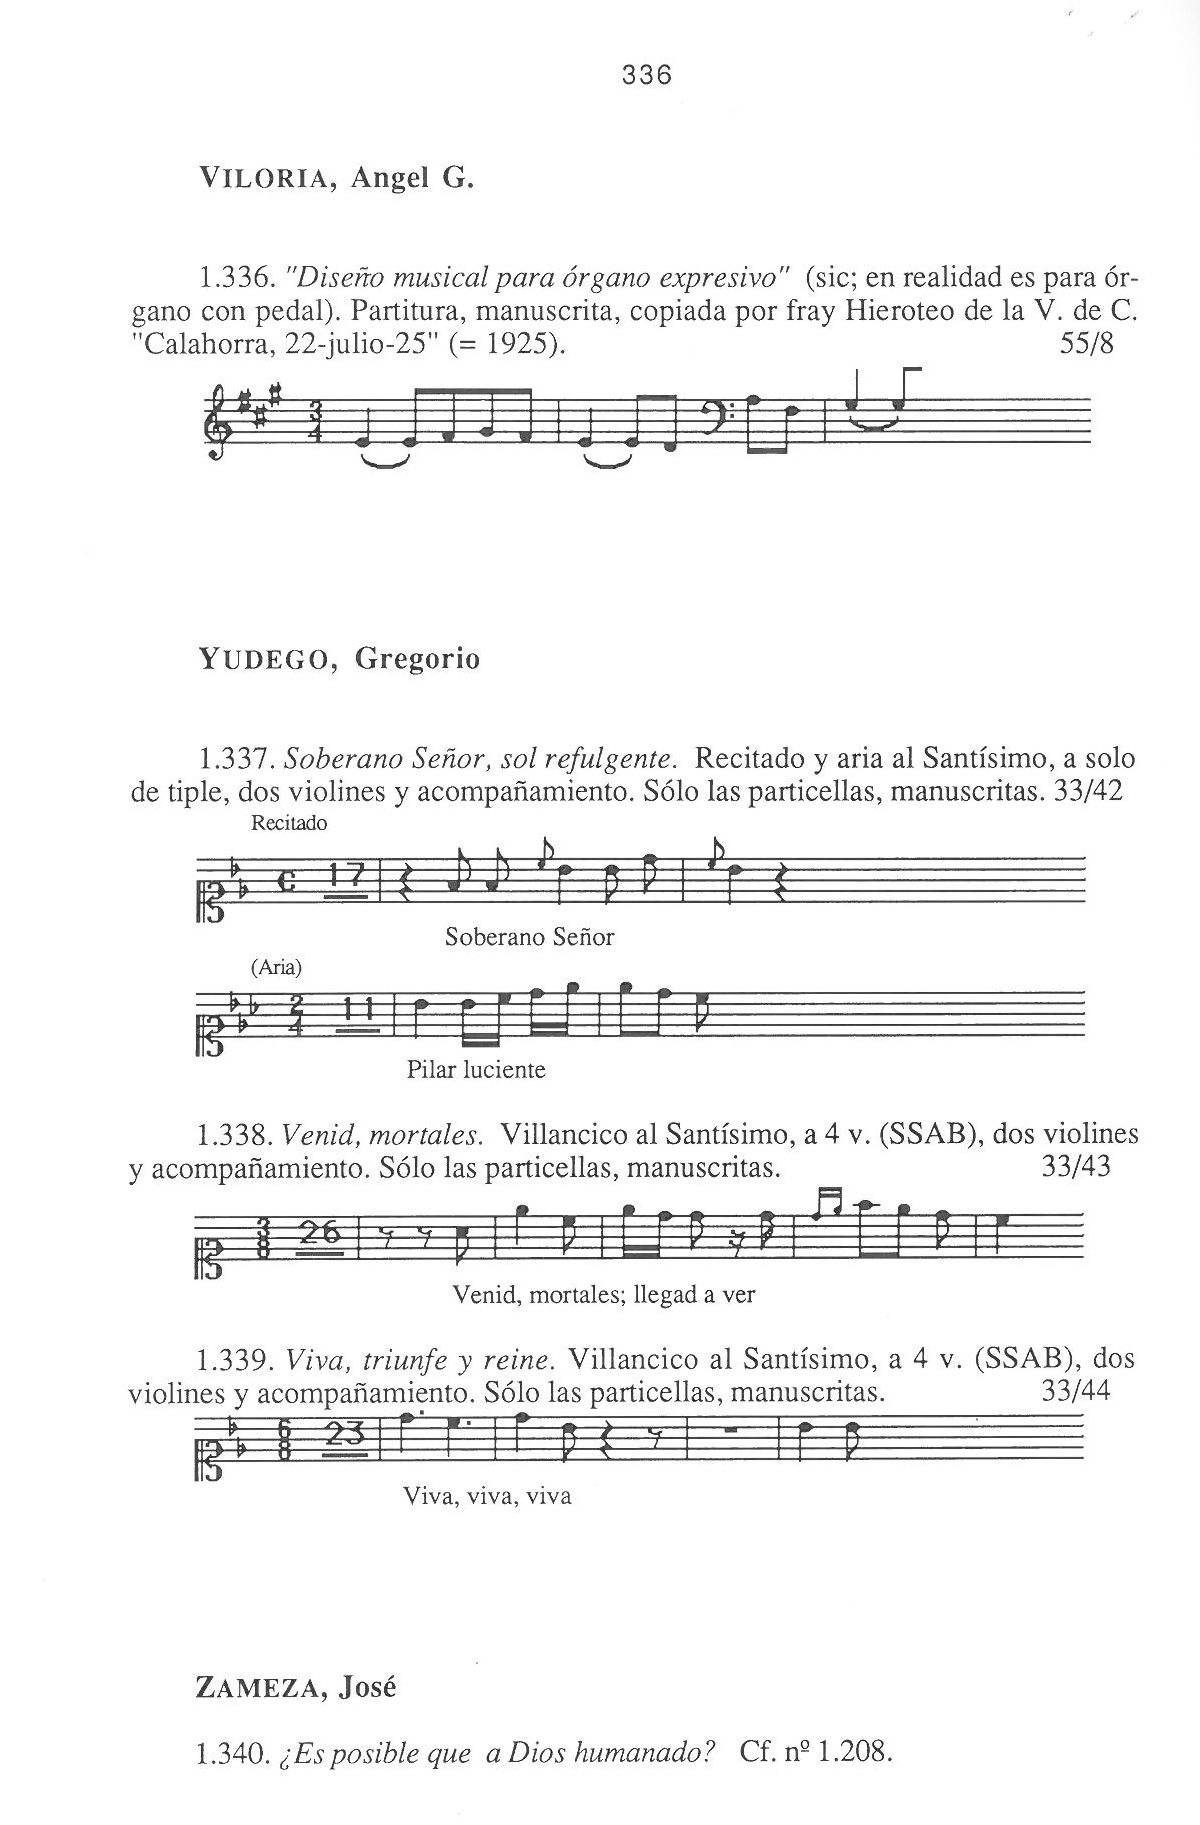 336
VILORIA, Angel G.
1.336. "Diseño musical para órgano expresivo" (sic; en realidad es para ór-
gano con pedal). Partitura, manuscrita, copiada por fray Hieroteo de la V. de C.
"Calahorra, 22-julio-25" (= 1925). 55/8
3
4
YUDEGO, Gregorio
1.337. Soberano Señor, sol refulgente. Recitado y aria al Santísimo, a solo
de tiple, dos violines y acompañamiento. Sólo las particellas, manuscritas. 33/42
Recitado
17
Soberano Señor
(Aria)
2
4
11
Pilar luciente
1.338. Venid, mortales. Villancico al Santísimo, a 4 v. (SSAB), dos violines
y acompañamiento. Sólo las particellas, manuscritas. 33/43
3
8
26
Venid, mortales; llegad a ver
1.339. Viva, triunfe y reine. Villancico al Santísimo, a 4 v. (SSAB), dos
violines y acompañamiento. Sólo las particellas, manuscritas. 33/44
6
8
23
Viva, viva, viva
ZAMEZA, José
1.340. ¿Es posible que a Dios humanado? Cf. nº 1.208.